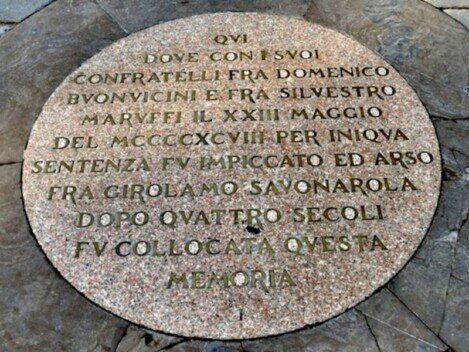 QVI
DOVE CON I SVOI
CONFRATELLI FRA DOMENICO
BVONVICINI E FRA SILVESTRO
MARVFFI IL XXIII MAGGIO
DEL MCCCCXCVIII PER INIQVA
SENTENZA FV IMPICCATO ED ARSO
FRA GIROLAMO SAVONAROLA
DOPO QVATTRO SECOLI
FV COLLOCATA QVESTA
MEMORIA